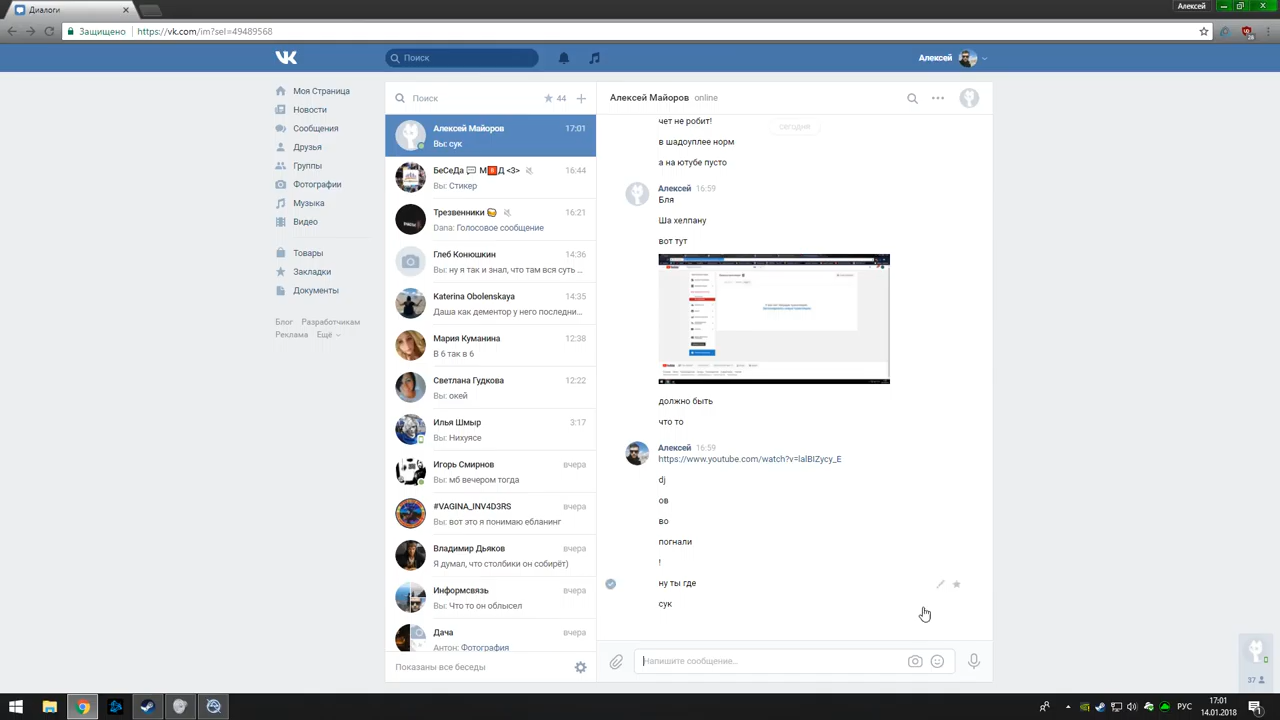 Диалоги
Алексей
Защищено
https://vk.com/im?sel=49489568
Поиск
Алексей
Моя Страница
Новости
Сообщения
Друзья
Группы
Фотографии
Музыка
Видео
Товары
Закладки
Документы
Блог Разработчикам
Реклама Ещё
Поиск
44
Алексей Майоров 17:01
Вы: сук
БеСеДа М Д <3> 16:44
Вы: Стикер
Трезвенники 16:21
Dana: Голосовое сообщение
Глеб Конюшкин 14:36
Вы: ну я так и знал, что там вся суть ...
Katerina Obolenskaya 14:35
Даша как дементор у него последни...
Мария Куманина 12:38
В 6 так в 6
Светлана Гудкова 12:22
Вы: окей
Илья Шмыр 3:17
Вы: Нихуясе
Игорь Смирнов вчера
Вы: мб вечером тогда
#VAGINA_INV4D3RS вчера
Вы: вот это я понимаю ебланинг
Владимир Дьяков вчера
Я думал, что столбики он собирёт)
Информсвязь вчера
Вы: Что то он облысел
Дача вчера
Антон: Фотография
Показаны все беседы
Алексей Майоров online
чет не робит!
сегодня
в шадоуплее норм
а на ютубе пусто
Алексей 16:59
Бля
Ша хелпану
вот тут
должно быть
что то
Алексей 16:59
https://www.youtube.com/watch?v=lalBIZycy_E
dj
ов
во
погнали
!
ну ты где
сук
Напишите сообщение...
37
РУС
17:01
14.01.2018